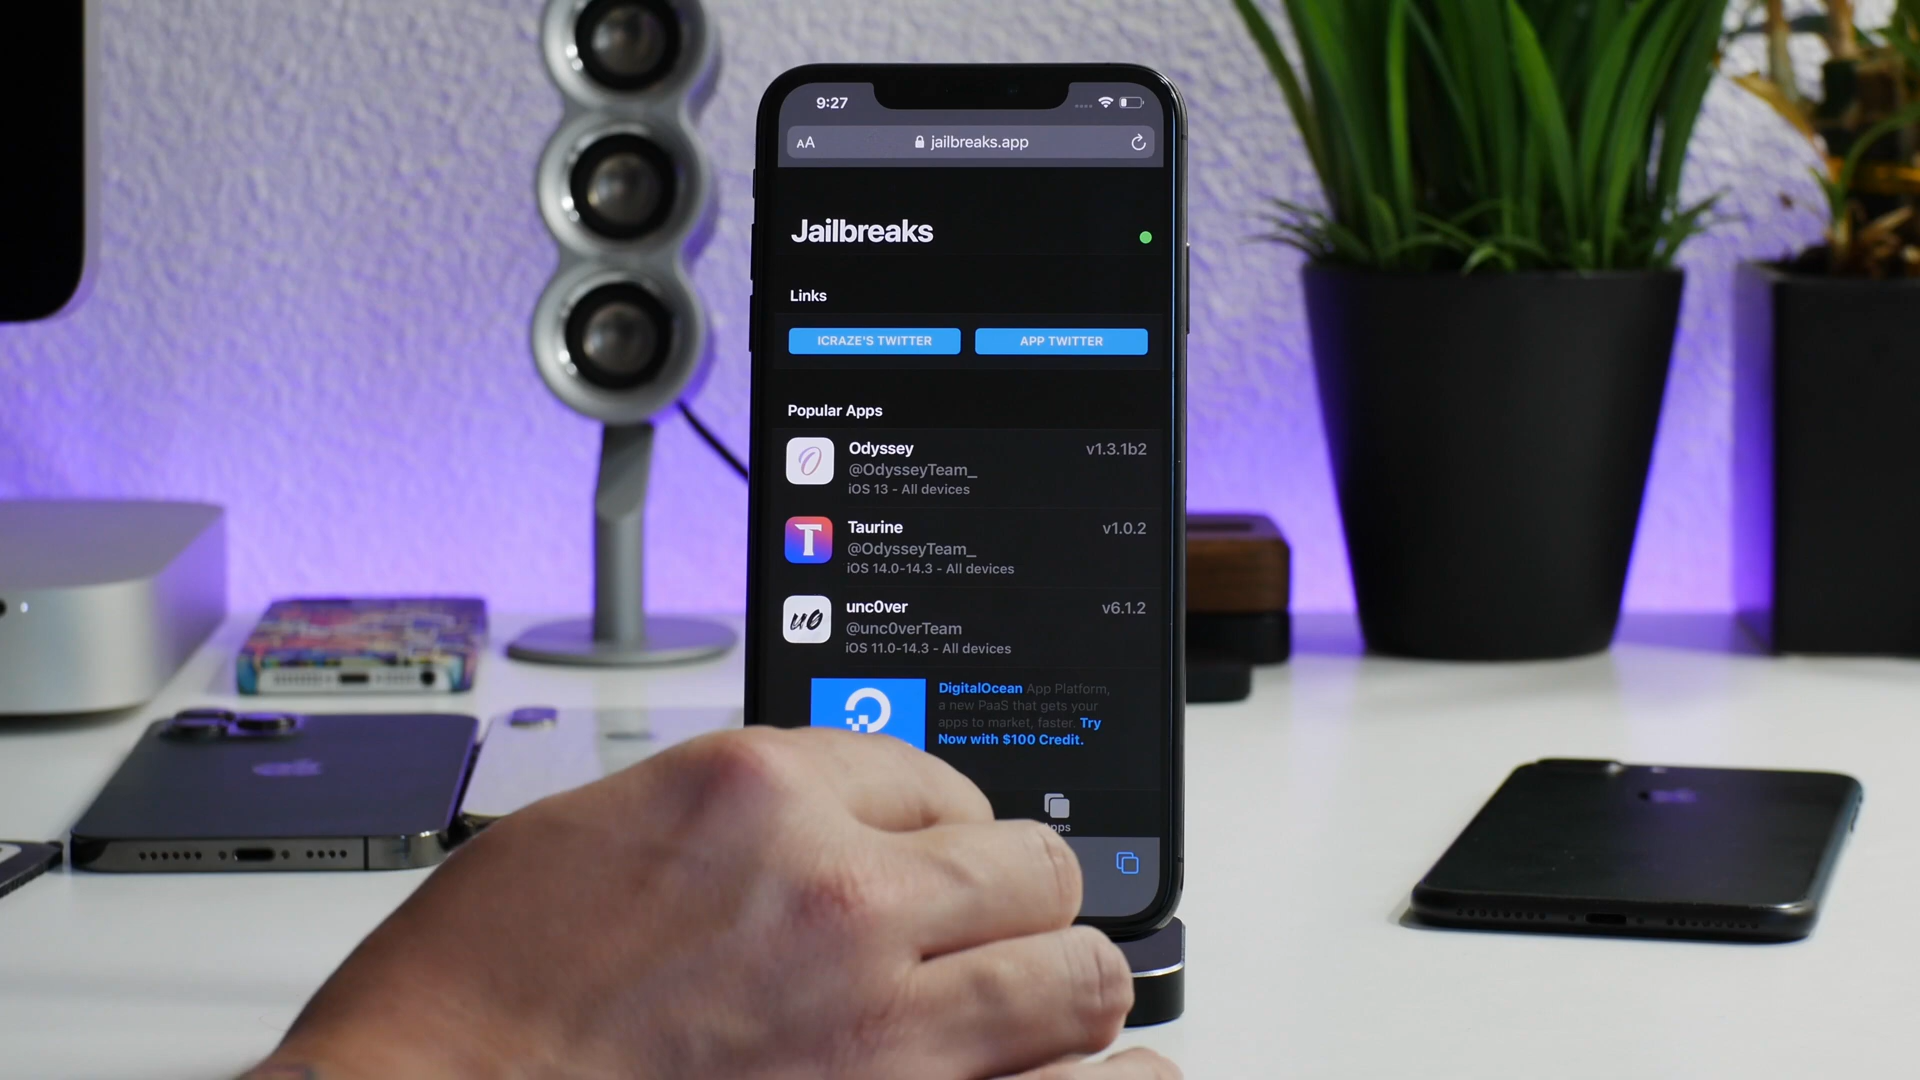 9:27
AA jailbreaks.app
Jailbreaks
Links
ICRAZE'S TWITTER APP TWITTER
Popular Apps
Odyssey v1.3.1b2
@OdysseyTeam_
iOS 13 - All devices
T Taurine v1.0.2
@OdysseyTeam_
iOS 14.0-14.3 - All devices
u0 unc0ver v6.1.2
@unc0verTeam
iOS 11.0-14.3 - All devices
DigitalOcean App Platform,
a new PaaS that gets your
apps to market, faster. Try
Now with $100 Credit.